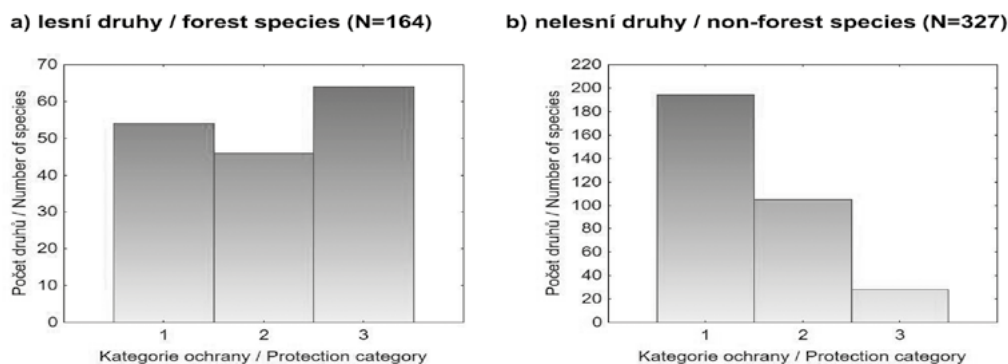 a) lesní druhy / forest species (N=164)
70
60
50
40
30
20
10
0
Počet druhů / Number of species
1 2 3
Kategorie ochrany / Protection category
b) nelesní druhy / non-forest species (N=327)
220
200
180
160
140
120
100
80
60
40
20
0
Počet druhů / Number of species
1 2 3
Kategorie ochrany / Protection category